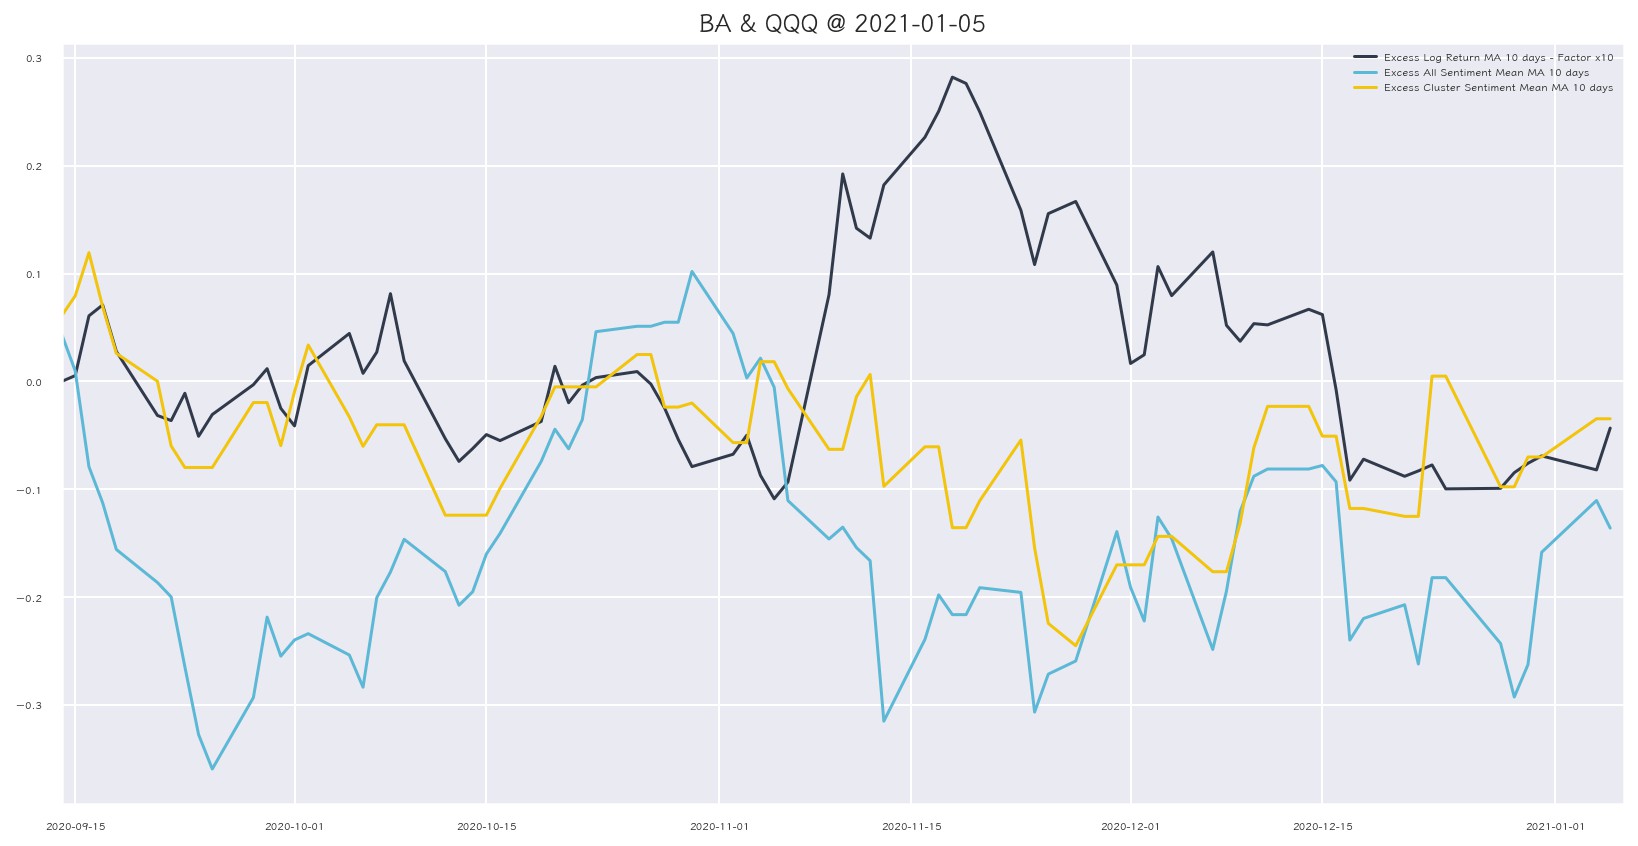 BA & QQQ @ 2021-01-05
Excess Log Return MA 10 days - Factor x10
Excess All Sentiment Mean MA 10 days
Excess Cluster Sentiment Mean MA 10 days
0.3
0.2
0.1
0.0
−0.1
−0.2
−0.3
2020-09-15 2020-10-01 2020-10-15 2020-11-01 2020-11-15 2020-12-01 2020-12-15 2021-01-01